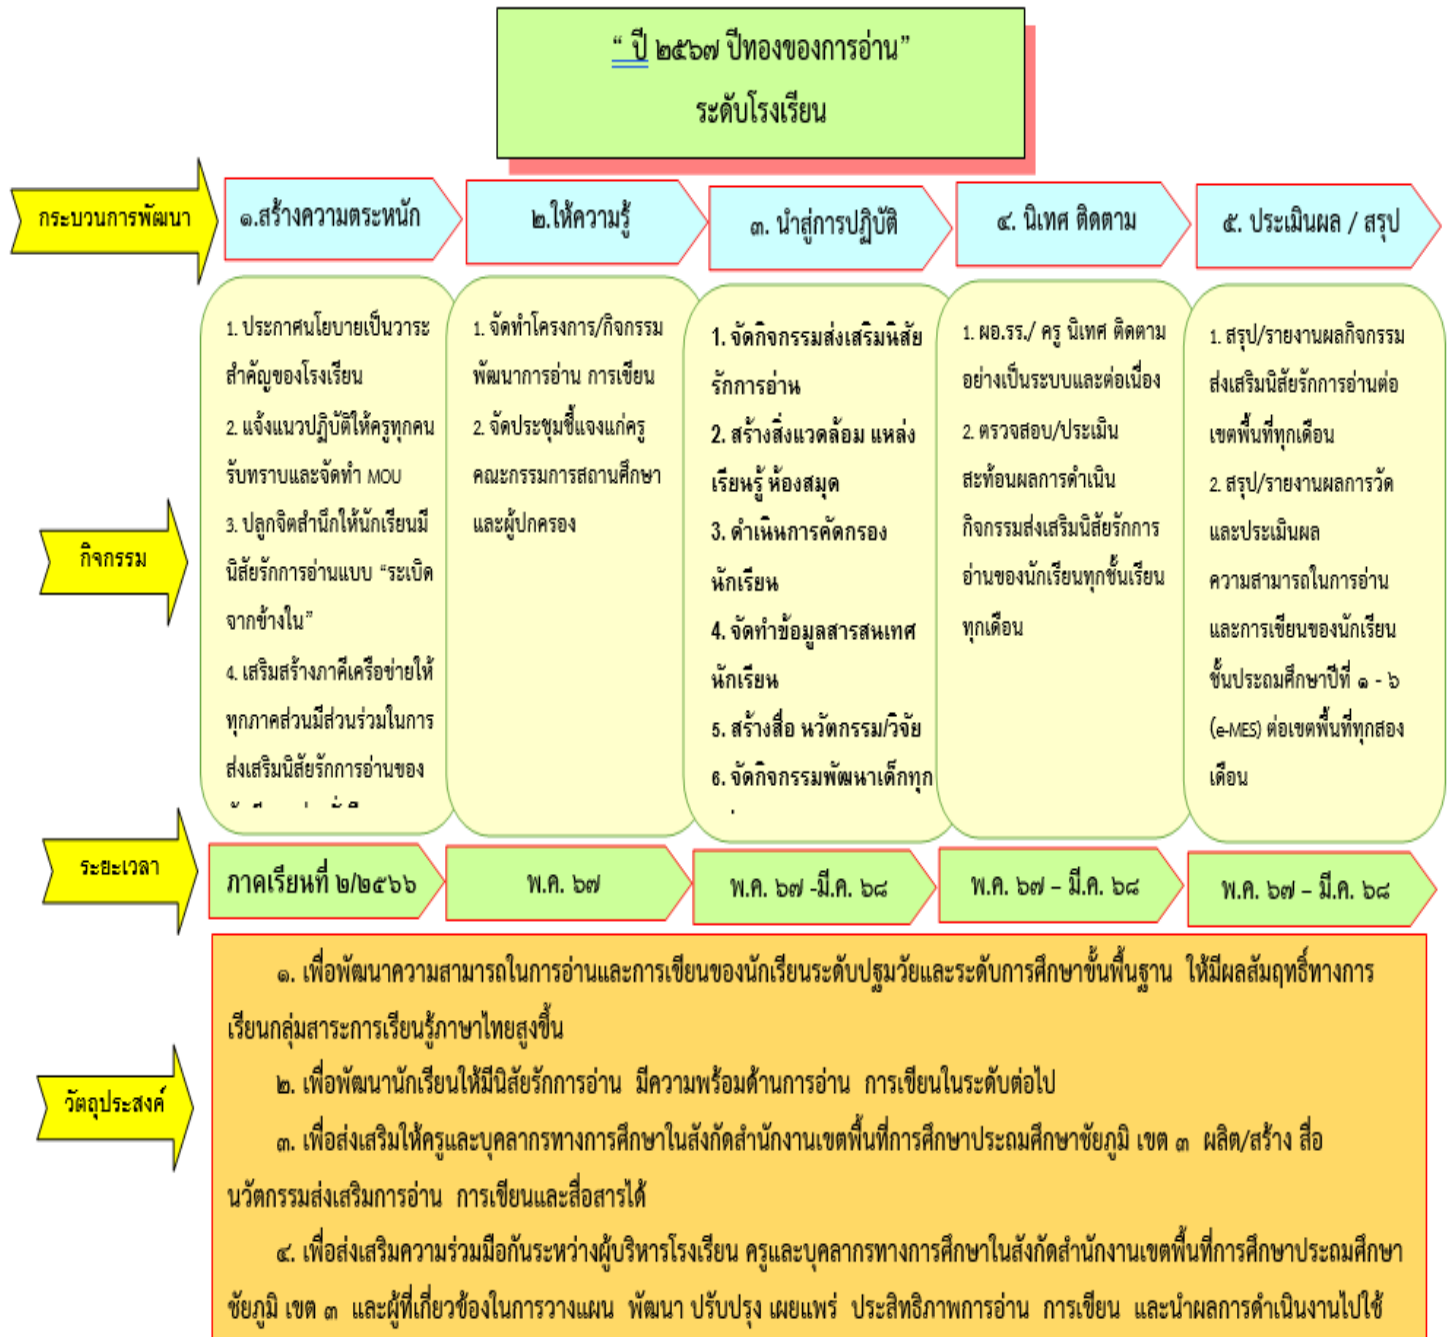 “ ปี ๒๕๖๗ ปีทองของการอ่าน”
ระดับโรงเรียน
กระบวนการพัฒนา
๑.สร้างความตระหนัก
๒.ให้ความรู้
๓. นำสู่การปฏิบัติ
๔. นิเทศ ติดตาม
๕. ประเมินผล / สรุป
กิจกรรม
1. ประกาศนโยบายเป็นวาระ
สำคัญของโรงเรียน
2. แจ้งแนวปฏิบัติให้ครูทุกคน
รับทราบและจัดทำ MOU
3. ปลูกจิตสำนึกให้นักเรียนมี
นิสัยรักการอ่านแบบ “ระเบิด
จากข้างใน”
4. เสริมสร้างภาคีเครือข่ายให้
ทุกภาคส่วนมีส่วนร่วมในการ
ส่งเสริมนิสัยรักการอ่านของ
1. จัดทำโครงการ/กิจกรรม
พัฒนาการอ่าน การเขียน
2. จัดประชุมชี้แจงแก่ครู
คณะกรรมการสถานศึกษา
และผู้ปกครอง
1. จัดกิจกรรมส่งเสริมนิสัย
รักการอ่าน
2. สร้างสิ่งแวดล้อม แหล่ง
เรียนรู้ ห้องสมุด
3. ดำเนินการคัดกรอง
นักเรียน
4. จัดทำข้อมูลสารสนเทศ
นักเรียน
5. สร้างสื่อ นวัตกรรม/วิจัย
6. จัดกิจกรรมพัฒนาเด็กทุก
1. ผอ.รร./ ครู นิเทศ ติดตาม
อย่างเป็นระบบและต่อเนื่อง
2. ตรวจสอบ/ประเมิน
สะท้อนผลการดำเนิน
กิจกรรมส่งเสริมนิสัยรักการ
อ่านของนักเรียนทุกชั้นเรียน
ทุกเดือน
1. สรุป/รายงานผลกิจกรรม
ส่งเสริมนิสัยรักการอ่านต่อ
เขตพื้นที่ทุกเดือน
2. สรุป/รายงานผลการวัด
และประเมินผล
ความสามารถในการอ่าน
และการเขียนของนักเรียน
ชั้นประถมศึกษาปีที่ ๑ - ๖
(e-MES) ต่อเขตพื้นที่ทุกสอง
เดือน
ระยะเวลา
ภาคเรียนที่ ๒/๒๕๖๖
พ.ค. ๖๗
พ.ค. ๖๗ -มี.ค. ๖๘
พ.ค. ๖๗ – มี.ค. ๖๘
พ.ค. ๖๗ – มี.ค. ๖๘
วัตถุประสงค์
๑. เพื่อพัฒนาความสามารถในการอ่านและการเขียนของนักเรียนระดับปฐมวัยและระดับการศึกษาขั้นพื้นฐาน ให้มีผลสัมฤทธิ์ทางการ
เรียนกลุ่มสาระการเรียนรู้ภาษาไทยสูงขึ้น
๒. เพื่อพัฒนานักเรียนให้มีนิสัยรักการอ่าน มีความพร้อมด้านการอ่าน การเขียนในระดับต่อไป
๓. เพื่อส่งเสริมให้ครูและบุคลากรทางการศึกษาในสังกัดสำนักงานเขตพื้นที่การศึกษาประถมศึกษาชัยภูมิ เขต ๓ ผลิต/สร้าง สื่อ
นวัตกรรมส่งเสริมการอ่าน การเขียนและสื่อสารได้
๔. เพื่อส่งเสริมความร่วมมือกันระหว่างผู้บริหารโรงเรียน ครูและบุคลากรทางการศึกษาในสังกัดสำนักงานเขตพื้นที่การศึกษาประถมศึกษา
ชัยภูมิ เขต ๓ และผู้ที่เกี่ยวข้องในการวางแผน พัฒนา ปรับปรุง เผยแพร่ ประสิทธิภาพการอ่าน การเขียน และนำผลการดำเนินงานไปใช้